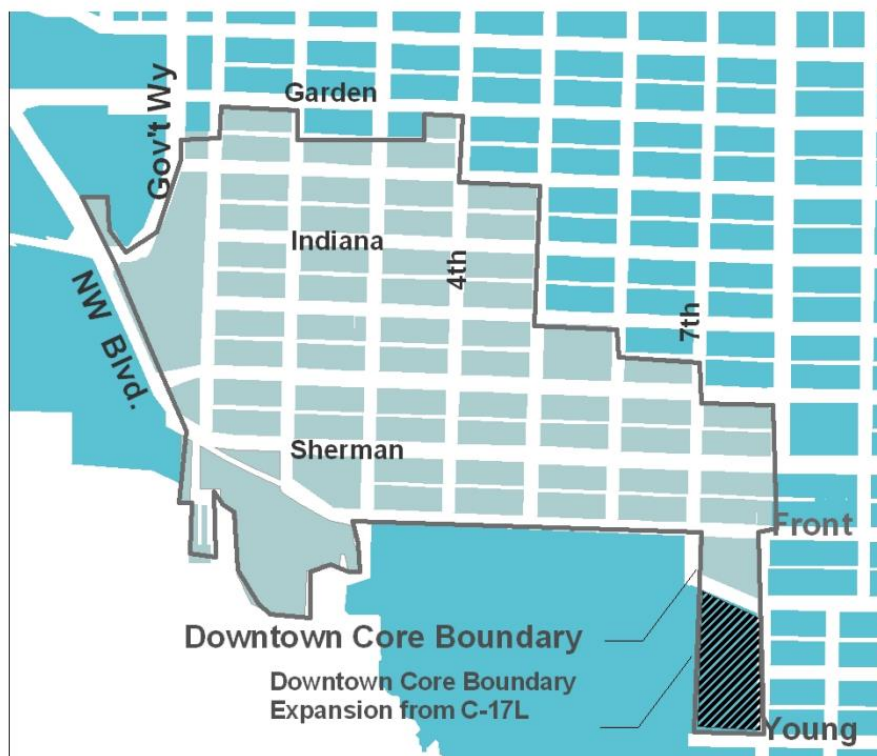 Garden
Gov't Wy
Indiana
4th
7th
NW Blvd.
Sherman
Front
Downtown Core Boundary
Downtown Core Boundary
Expansion from C-17L
Young